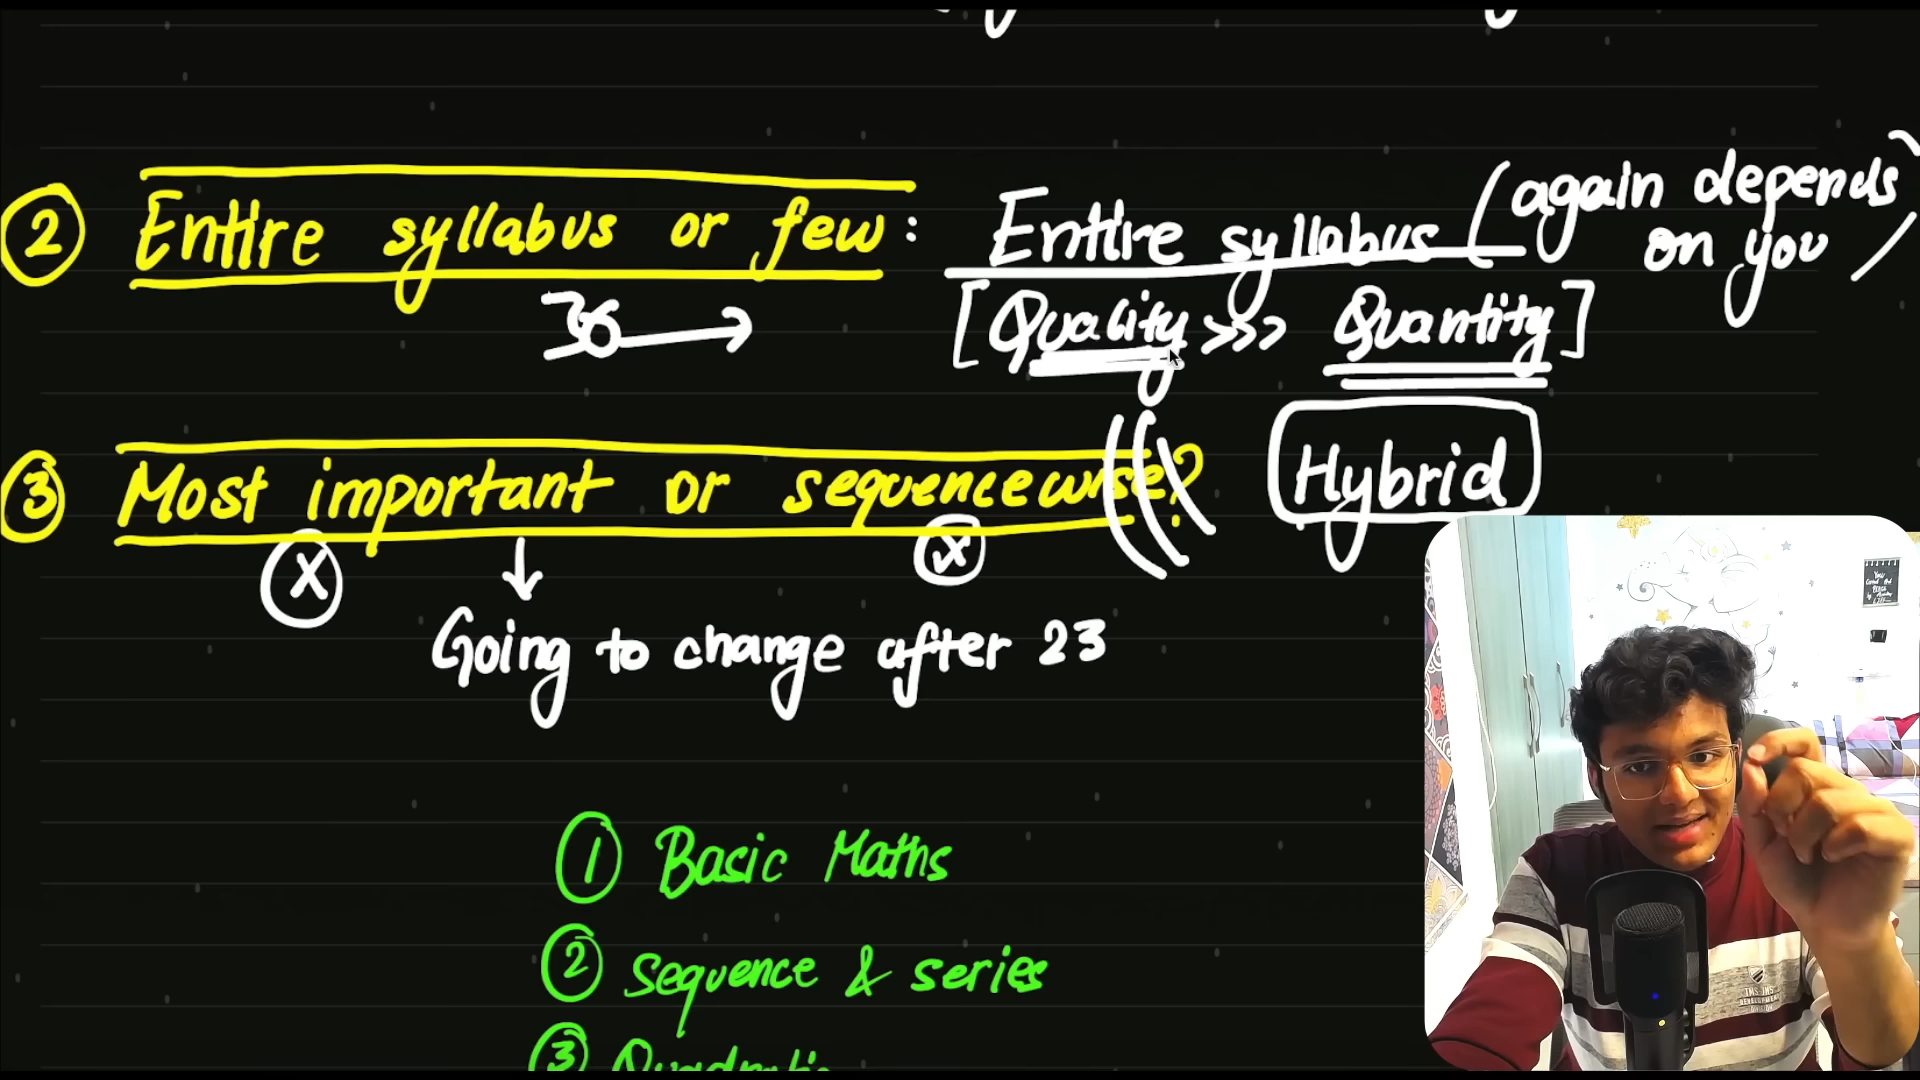 ② Entire syllabus or few : Entire syllabus (again depends on you)
36 → [Quality >>> Quantity]
③ Most important or sequencewise? Hybrid
X X
↓
Going to change after 23
① Basic Maths
② Sequence & series
③